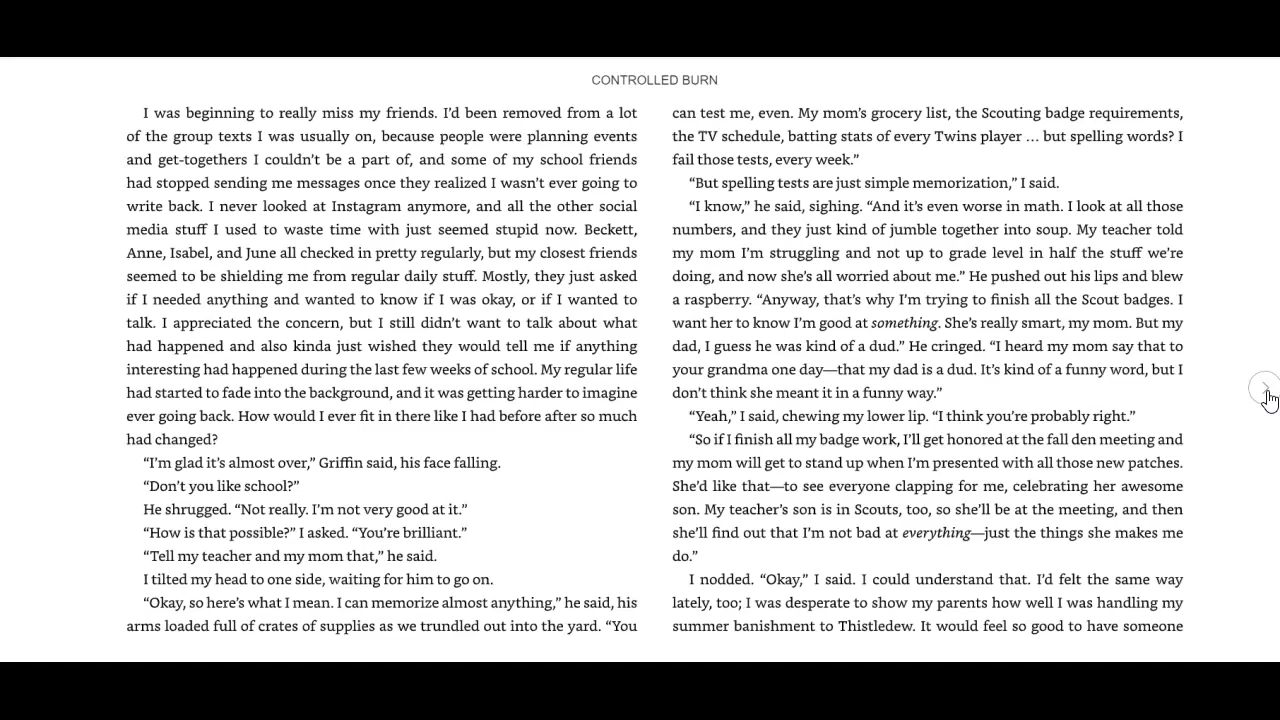 CONTROLLED BURN
I was beginning to really miss my friends. I’d been removed from a lot
of the group texts I was usually on, because people were planning events
and get-togethers I couldn’t be a part of, and some of my school friends
had stopped sending me messages once they realized I wasn’t ever going to
write back. I never looked at Instagram anymore, and all the other social
media stuff I used to waste time with just seemed stupid now. Beckett,
Anne, Isabel, and June all checked in pretty regularly, but my closest friends
seemed to be shielding me from regular daily stuff. Mostly, they just asked
if I needed anything and wanted to know if I was okay, or if I wanted to
talk. I appreciated the concern, but I still didn’t want to talk about what
had happened and also kinda just wished they would tell me if anything
interesting had happened during the last few weeks of school. My regular life
had started to fade into the background, and it was getting harder to imagine
ever going back. How would I ever fit in there like I had before after so much
had changed?
“I’m glad it’s almost over,” Griffin said, his face falling.
“Don’t you like school?”
He shrugged. “Not really. I’m not very good at it.”
“How is that possible?” I asked. “You’re brilliant.”
“Tell my teacher and my mom that,” he said.
I tilted my head to one side, waiting for him to go on.
“Okay, so here’s what I mean. I can memorize almost anything,” he said, his
arms loaded full of crates of supplies as we trundled out into the yard. “You
can test me, even. My mom’s grocery list, the Scouting badge requirements,
the TV schedule, batting stats of every Twins player … but spelling words? I
fail those tests, every week.”
“But spelling tests are just simple memorization,” I said.
“I know,” he said, sighing. “And it’s even worse in math. I look at all those
numbers, and they just kind of jumble together into soup. My teacher told
my mom I’m struggling and not up to grade level in half the stuff we’re
doing, and now she’s all worried about me.” He pushed out his lips and blew
a raspberry. “Anyway, that’s why I’m trying to finish all the Scout badges. I
want her to know I’m good at something. She’s really smart, my mom. But my
dad, I guess he was kind of a dud.” He cringed. “I heard my mom say that to
your grandma one day—that my dad is a dud. It’s kind of a funny word, but I
don’t think she meant it in a funny way.”
“Yeah,” I said, chewing my lower lip. “I think you’re probably right.”
“So if I finish all my badge work, I’ll get honored at the fall den meeting and
my mom will get to stand up when I’m presented with all those new patches.
She’d like that—to see everyone clapping for me, celebrating her awesome
son. My teacher’s son is in Scouts, too, so she’ll be at the meeting, and then
she’ll find out that I’m not bad at everything—just the things she makes me
do.”
I nodded. “Okay,” I said. I could understand that. I’d felt the same way
lately, too; I was desperate to show my parents how well I was handling my
summer banishment to Thistledew. It would feel so good to have someone